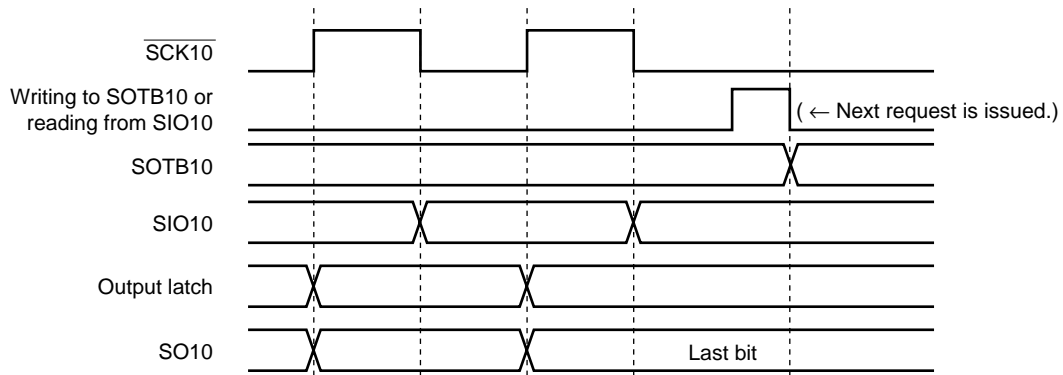 SCK10
Writing to SOTB10 or
reading from SIO10
( ← Next request is issued.)
SOTB10
SIO10
Output latch
SO10
Last bit